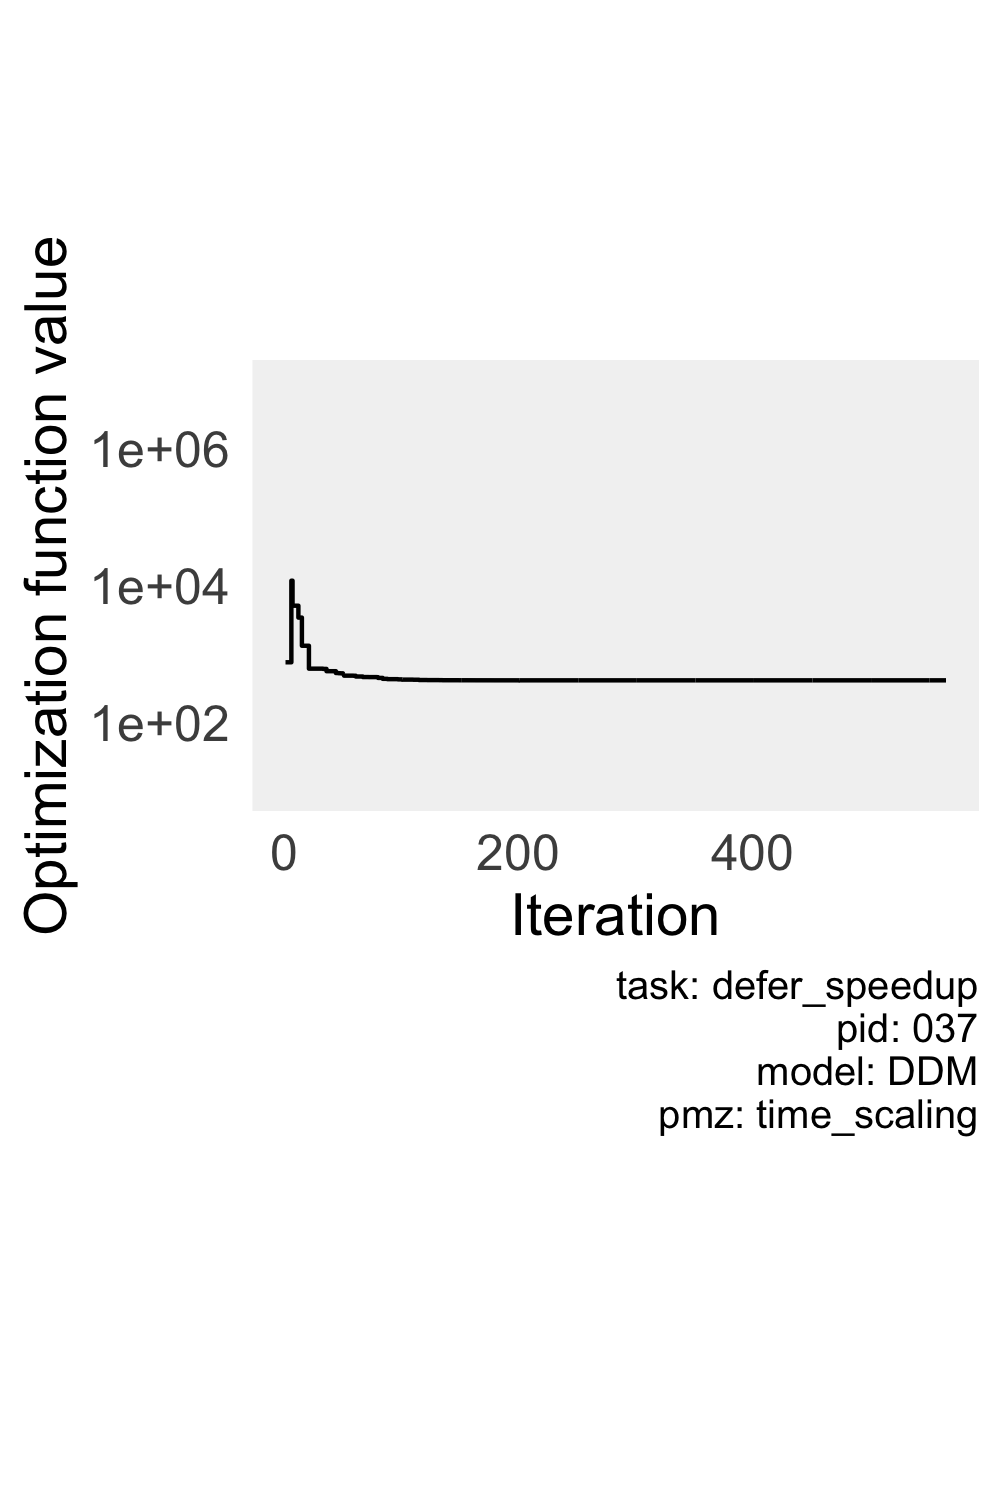 Optimization function value
1e+06
1e+04
1e+02
0 200 400
Iteration
task: defer_speedup
pid: 037
model: DDM
pmz: time_scaling